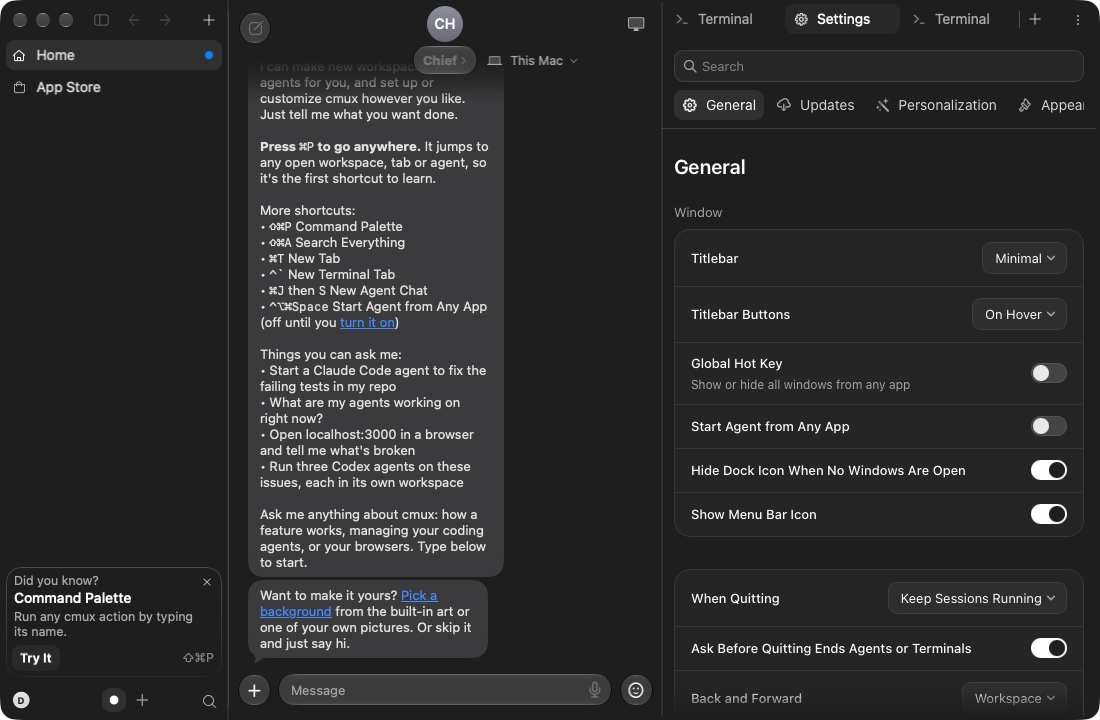 Home
App Store
Did you know?
Command Palette
Run any cmux action by typing
its name.
Try It
⇧⌘P
D
CH
Chief ›
This Mac
I can make new workspac
agents for you, and set up or
customize cmux however you like.
Just tell me what you want done.
Press ⌘P to go anywhere. It jumps to
any open workspace, tab or agent, so
it's the first shortcut to learn.
More shortcuts:
• ⇧⌘P Command Palette
• ⇧⌘A Search Everything
• ⌘T New Tab
• ^` New Terminal Tab
• ⌘J then S New Agent Chat
• ^⌥⌘Space Start Agent from Any App
(off until you turn it on)
Things you can ask me:
• Start a Claude Code agent to fix the
failing tests in my repo
• What are my agents working on
right now?
• Open localhost:3000 in a browser
and tell me what's broken
• Run three Codex agents on these
issues, each in its own workspace
Ask me anything about cmux: how a
feature works, managing your coding
agents, or your browsers. Type below
to start.
Want to make it yours? Pick a
background from the built-in art or
one of your own pictures. Or skip it
and just say hi.
Message
Terminal
Settings
Terminal
Search
General
Updates
Personalization
Appear
General
Window
Titlebar
Minimal
Titlebar Buttons
On Hover
Global Hot Key
Show or hide all windows from any app
Start Agent from Any App
Hide Dock Icon When No Windows Are Open
Show Menu Bar Icon
When Quitting
Keep Sessions Running
Ask Before Quitting Ends Agents or Terminals
Back and Forward
Workspace